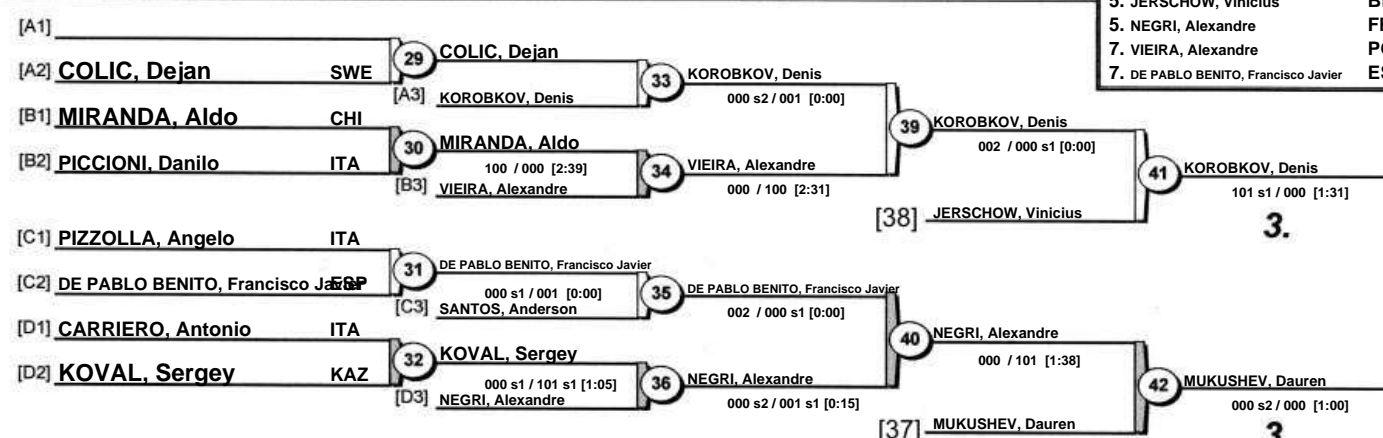 5. JERSCHOW, Vinicius
5. NEGRI, Alexandre
7. VIEIRA, Alexandre
7. DE PABLO BENITO, Francisco Javier
[A1]
[A2] COLIC, Dejan SWE
29
COLIC, Dejan
[A3] KOROBKOV, Denis
33
KOROBKOV, Denis
000 s2 / 001 [0:00]
[B1] MIRANDA, Aldo CHI
[B2] PICCIONI, Danilo ITA
30
MIRANDA, Aldo
100 / 000 [2:39]
[B3] VIEIRA, Alexandre
34
VIEIRA, Alexandre
000 / 100 [2:31]
39
KOROBKOV, Denis
002 / 000 s1 [0:00]
[38] JERSCHOW, Vinicius
41
KOROBKOV, Denis
101 s1 / 000 [1:31]
3.
[C1] PIZZOLLA, Angelo ITA
[C2] DE PABLO BENITO, Francisco Javier ESP
31
DE PABLO BENITO, Francisco Javier
000 s1 / 001 [0:00]
[C3] SANTOS, Anderson
35
DE PABLO BENITO, Francisco Javier
002 / 000 s1 [0:00]
[D1] CARRIERO, Antonio ITA
[D2] KOVAL, Sergey KAZ
32
KOVAL, Sergey
000 s1 / 101 s1 [1:05]
[D3] NEGRI, Alexandre
36
NEGRI, Alexandre
000 s2 / 001 s1 [0:15]
40
NEGRI, Alexandre
000 / 101 [1:38]
[37] MUKUSHEV, Dauren
42
MUKUSHEV, Dauren
000 s2 / 000 [1:00]
3.